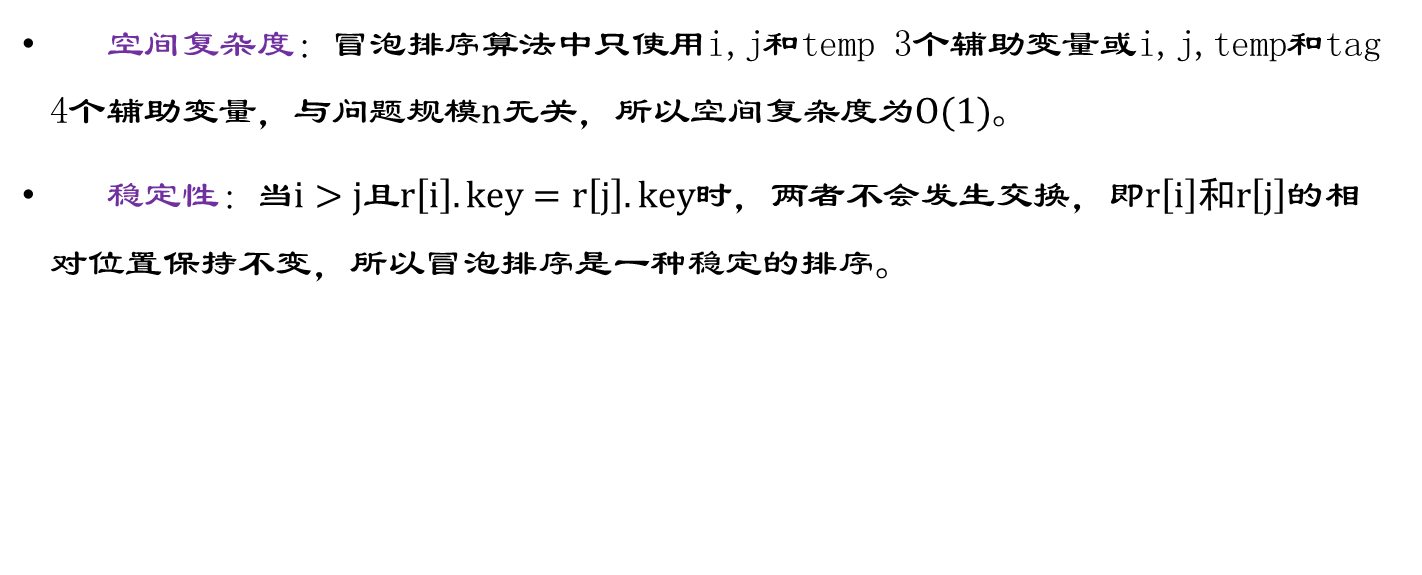 • 空间复杂度：冒泡排序算法中只使用i,j和temp 3个辅助变量或i,j,temp和tag
4个辅助变量，与问题规模n无关，所以空间复杂度为O(1)。
• 稳定性：当i > j且r[i].key = r[j].key时，两者不会发生交换，即r[i]和r[j]的相
对位置保持不变，所以冒泡排序是一种稳定的排序。